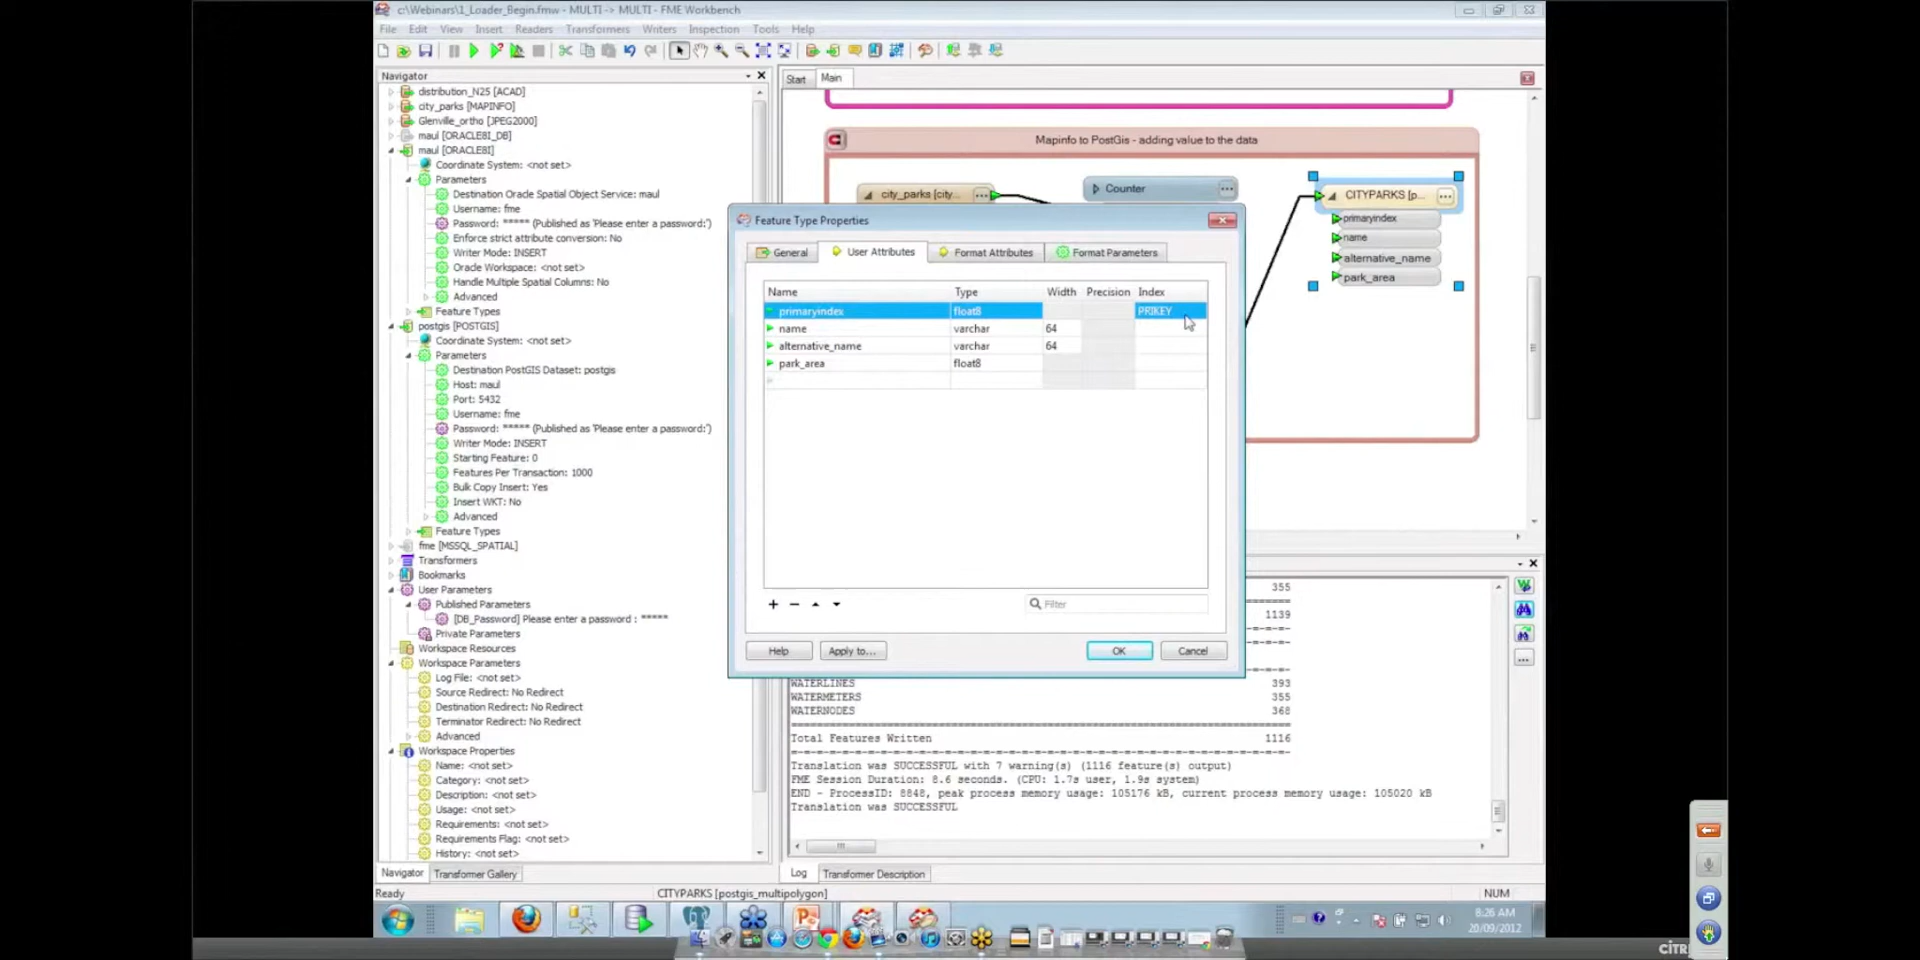 c:\Webinars\1_Loader_Begin.fmw - MULTI -> MULTI - FME Workbench
File Edit View Insert Readers Transformers Writers Inspection Tools Help
Navigator
distribution_N25 [ACAD]
city_parks [MAPINFO]
Glenville_ortho [JPEG2000]
maul [ORACLE8I_DB]
maul [ORACLE8I]
Coordinate System: <not set>
Parameters
Destination Oracle Spatial Object Service: maul
Username: fme
Password: ***** (Published as 'Please enter a password:')
Enforce strict attribute conversion: No
Writer Mode: INSERT
Oracle Workspace: <not set>
Handle Multiple Spatial Columns: No
Advanced
Feature Types
postgis [POSTGIS]
Coordinate System: <not set>
Parameters
Destination PostGIS Dataset: postgis
Host: maul
Port: 5432
Username: fme
Password: ***** (Published as 'Please enter a password:')
Writer Mode: INSERT
Starting Feature: 0
Features Per Transaction: 1000
Bulk Copy Insert: Yes
Insert WKT: No
Advanced
Feature Types
fme [MSSQL_SPATIAL]
Transformers
Bookmarks
User Parameters
Published Parameters
[DB_Password] Please enter a password : *****
Private Parameters
Workspace Resources
Workspace Parameters
Log File: <not set>
Source Redirect: No Redirect
Destination Redirect: No Redirect
Terminator Redirect: No Redirect
Advanced
Workspace Properties
Name: <not set>
Category: <not set>
Description: <not set>
Usage: <not set>
Requirements: <not set>
Requirements Flag: <not set>
History: <not set>
Navigator Transformer Gallery
Start Main
Mapinfo to PostGis - adding value to the data
city_parks [city...
Counter
CITYPARKS [p...
primaryindex
name
alternative_name
park_area
Feature Type Properties
General User Attributes Format Attributes Format Parameters
Name Type Width Precision Index
primaryindex float8 PRIKEY
name varchar 64
alternative_name varchar 64
park_area float8
Filter
Help Apply to... OK Cancel
355
1139
WATERLINES 393
WATERMETERS 355
WATERNODES 368
Total Features Written 1116
Translation was SUCCESSFUL with 7 warning(s) (1116 feature(s) output)
FME Session Duration: 8.6 seconds. (CPU: 1.7s user, 1.9s system)
END - ProcessID: 8848, peak process memory usage: 105176 kB, current process memory usage: 105020 kB
Translation was SUCCESSFUL
Log Transformer Description
Ready CITYPARKS [postgis_multipolygon] NUM
8:26 AM
20/09/2012